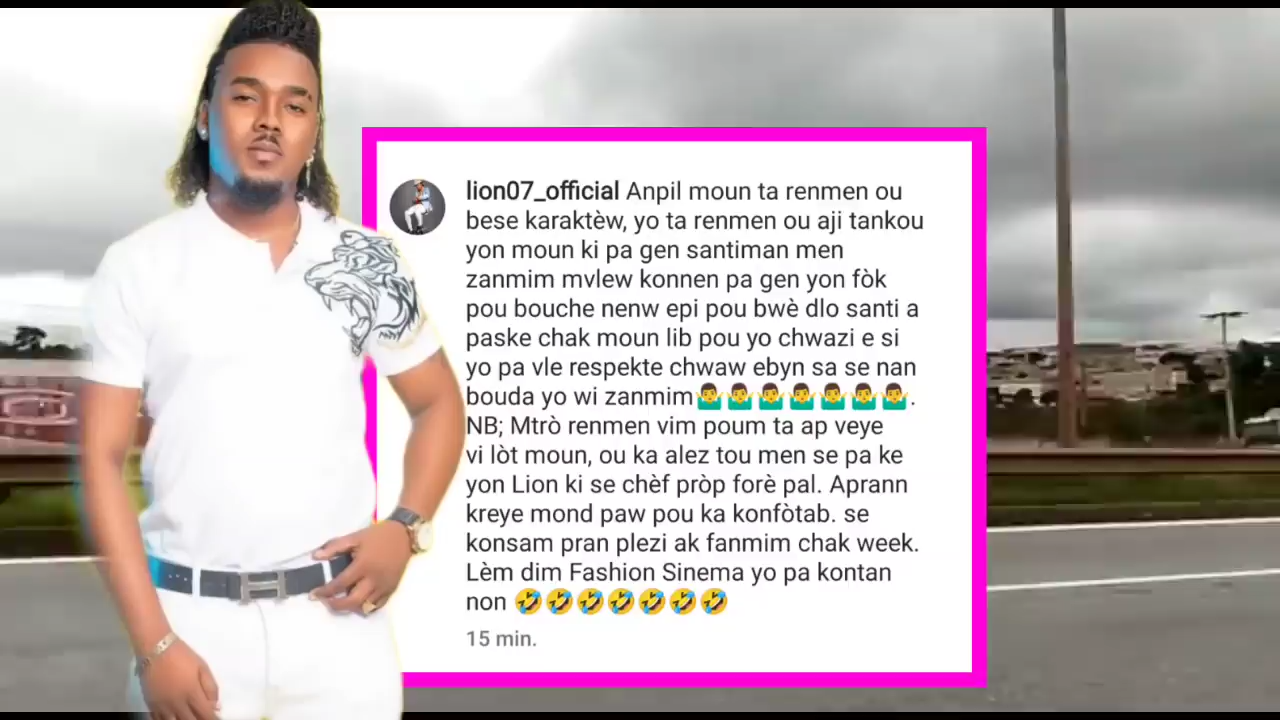 lion07_official Anpil moun ta renmen ou
bese karaktèw, yo ta renmen ou aji tankou
yon moun ki pa gen santiman men
zanmim mvlew konnen pa gen yon fòk
pou bouche nenw epi pou bwè dlo santi a
paske chak moun lib pou yo chwazi e si
yo pa vle respekte chwaw ebyn sa se nan
bouda yo wi zanmim🤷‍♂️🤷‍♂️🤷‍♂️🤷‍♂️🤷‍♂️🤷‍♂️🤷‍♂️.
NB; Mtrò renmen vim poum ta ap veye
vi lòt moun, ou ka alez tou men se pa ke
yon Lion ki se chèf pròp forè pal. Aprann
kreye mond paw pou ka konfòtab. se
konsam pran plezi ak fanmim chak week.
Lèm dim Fashion Sinema yo pa kontan
non 🤣🤣🤣🤣🤣🤣🤣
15 min.